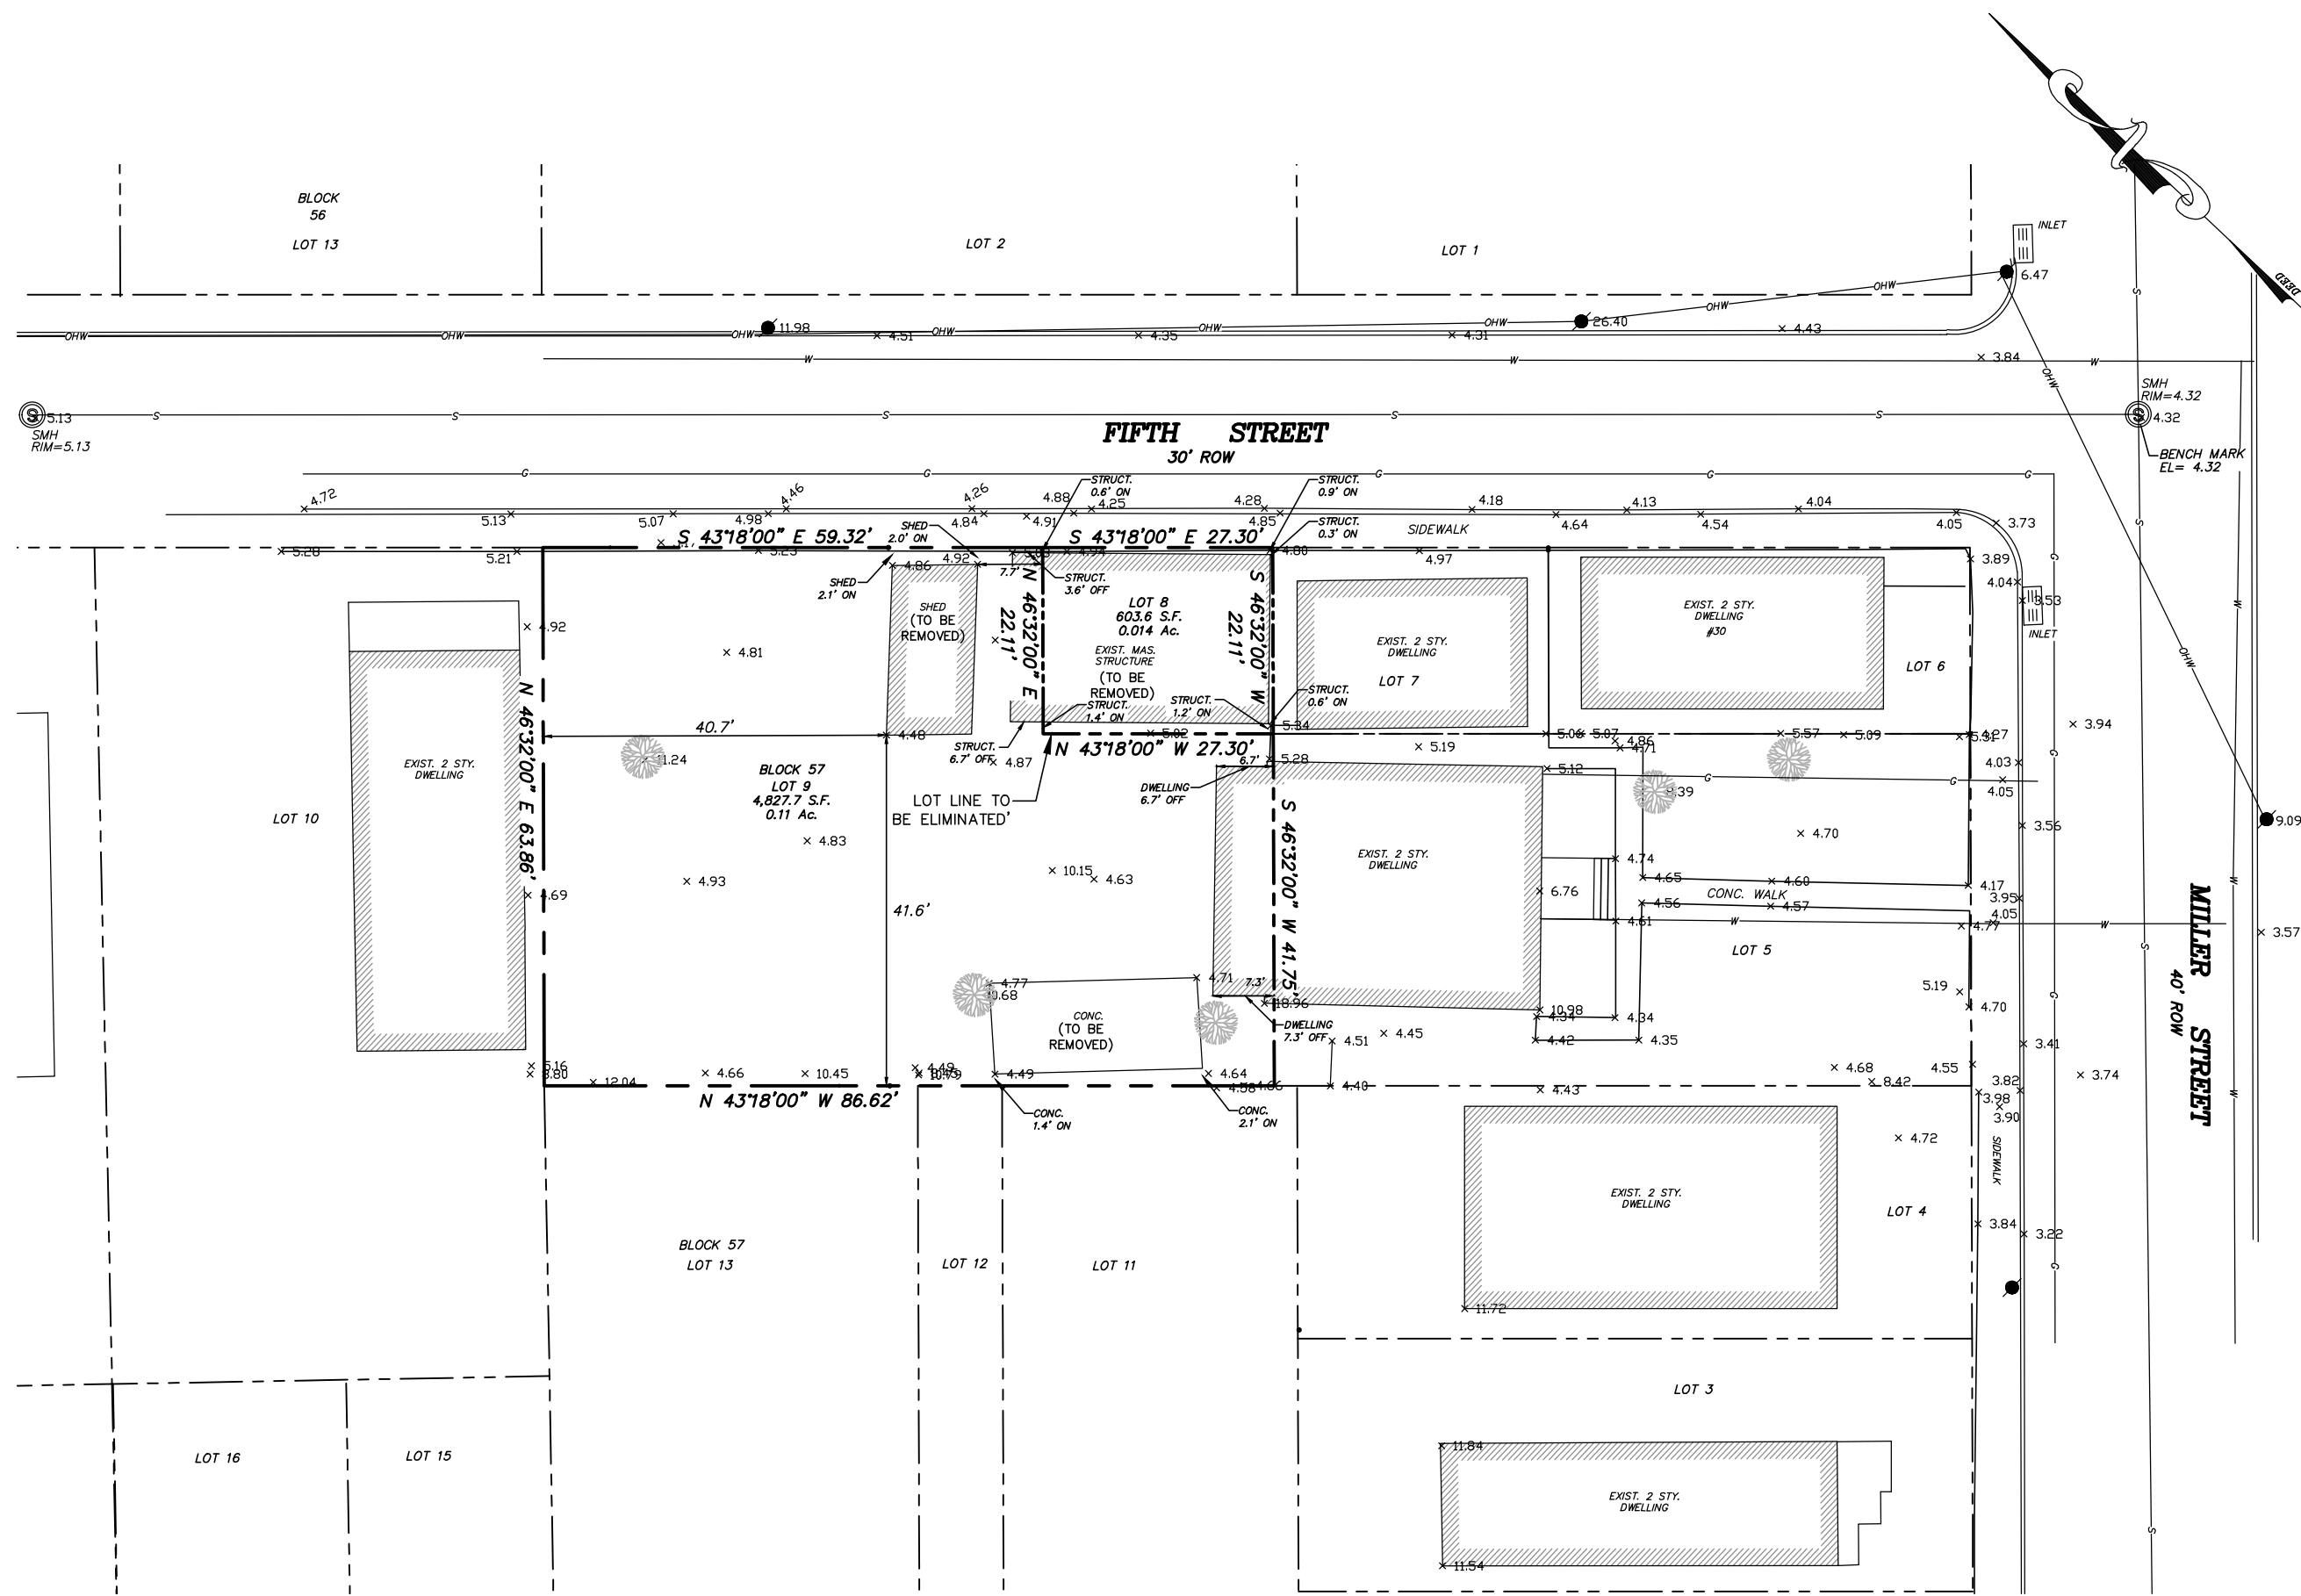 BLOCK
56
LOT 13
LOT 2
LOT 1
INLET
6.47
DEED
OHW
OHW
OHW
OHW
OHW
OHW
OHW
OHW
11.98
26.40
4.51
4.35
4.31
4.43
3.84
W
W
W
OHW
S
SMH
RIM=4.32
4.32
5.13
SMH
RIM=5.13
S
S
S
S
S
FIFTH STREET
30' ROW
BENCH MARK
EL= 4.32
G
G
G
G
G
STRUCT.
0.6' ON
STRUCT.
0.9' ON
4.72
4.46
4.26
4.88
4.25
4.28
4.18
4.13
4.04
5.13
5.07
4.98
4.84
4.91
4.85
4.64
4.54
4.05
3.73
SHED
2.0' ON
STRUCT.
0.3' ON
SIDEWALK
S 43°18'00" E 59.32'
S 43°18'00" E 27.30'
5.28
5.21
5.23
4.92
4.94
4.80
4.97
3.89
4.86
7.7'
SHED
2.1' ON
STRUCT.
3.6' OFF
4.04
3.53
INLET
SHED
(TO BE
REMOVED)
N 46°32'00" E
22.11'
LOT 8
603.6 S.F.
0.014 Ac.
EXIST. MAS.
STRUCTURE
(TO BE
REMOVED)
S 46°32'00" W
22.11'
EXIST. 2 STY.
DWELLING
LOT 7
EXIST. 2 STY.
DWELLING
#30
LOT 6
4.92
4.81
STRUCT.
1.4' ON
STRUCT.
1.2' ON
STRUCT.
0.6' ON
40.7'
4.48
5.02
5.34
N 43°18'00" W 27.30'
STRUCT.
6.7' OFF
4.87
6.7'
5.28
5.19
5.06
5.07
4.86
4.71
5.57
5.09
5.31
4.27
3.94
EXIST. 2 STY.
DWELLING
N 46°32'00" E 63.86'
11.24
BLOCK 57
LOT 9
4,827.7 S.F.
0.11 Ac.
LOT LINE TO
BE ELIMINATED'
DWELLING
6.7' OFF
5.12
G
G
4.03
4.05
LOT 10
4.83
3.56
9.09
4.70
EXIST. 2 STY.
DWELLING
S 46°32'00" W 41.75'
4.74
4.93
10.15
4.63
4.65
4.60
4.17
CONC. WALK
4.69
6.76
4.56
4.57
3.95
4.05
4.61
W
4.77
W
3.57
41.6'
LOT 5
MILLER STREET
40' ROW
4.77
4.71
7.3'
18.96
10.98
5.19
4.70
CONC.
(TO BE
REMOVED)
DWELLING
7.3' OFF
4.34
4.34
4.45
4.51
4.42
4.35
3.41
5.16
12.04
4.66
10.45
4.49
10.79
4.49
4.64
4.58
4.40
4.43
4.68
8.42
4.55
3.82
3.98
3.90
3.74
N 43°18'00" W 86.62'
CONC.
1.4' ON
CONC.
2.1' ON
4.72
SIDEWALK
EXIST. 2 STY.
DWELLING
LOT 4
3.84
3.22
BLOCK 57
LOT 13
LOT 12
LOT 11
11.72
LOT 3
LOT 16
LOT 15
11.84
EXIST. 2 STY.
DWELLING
11.54